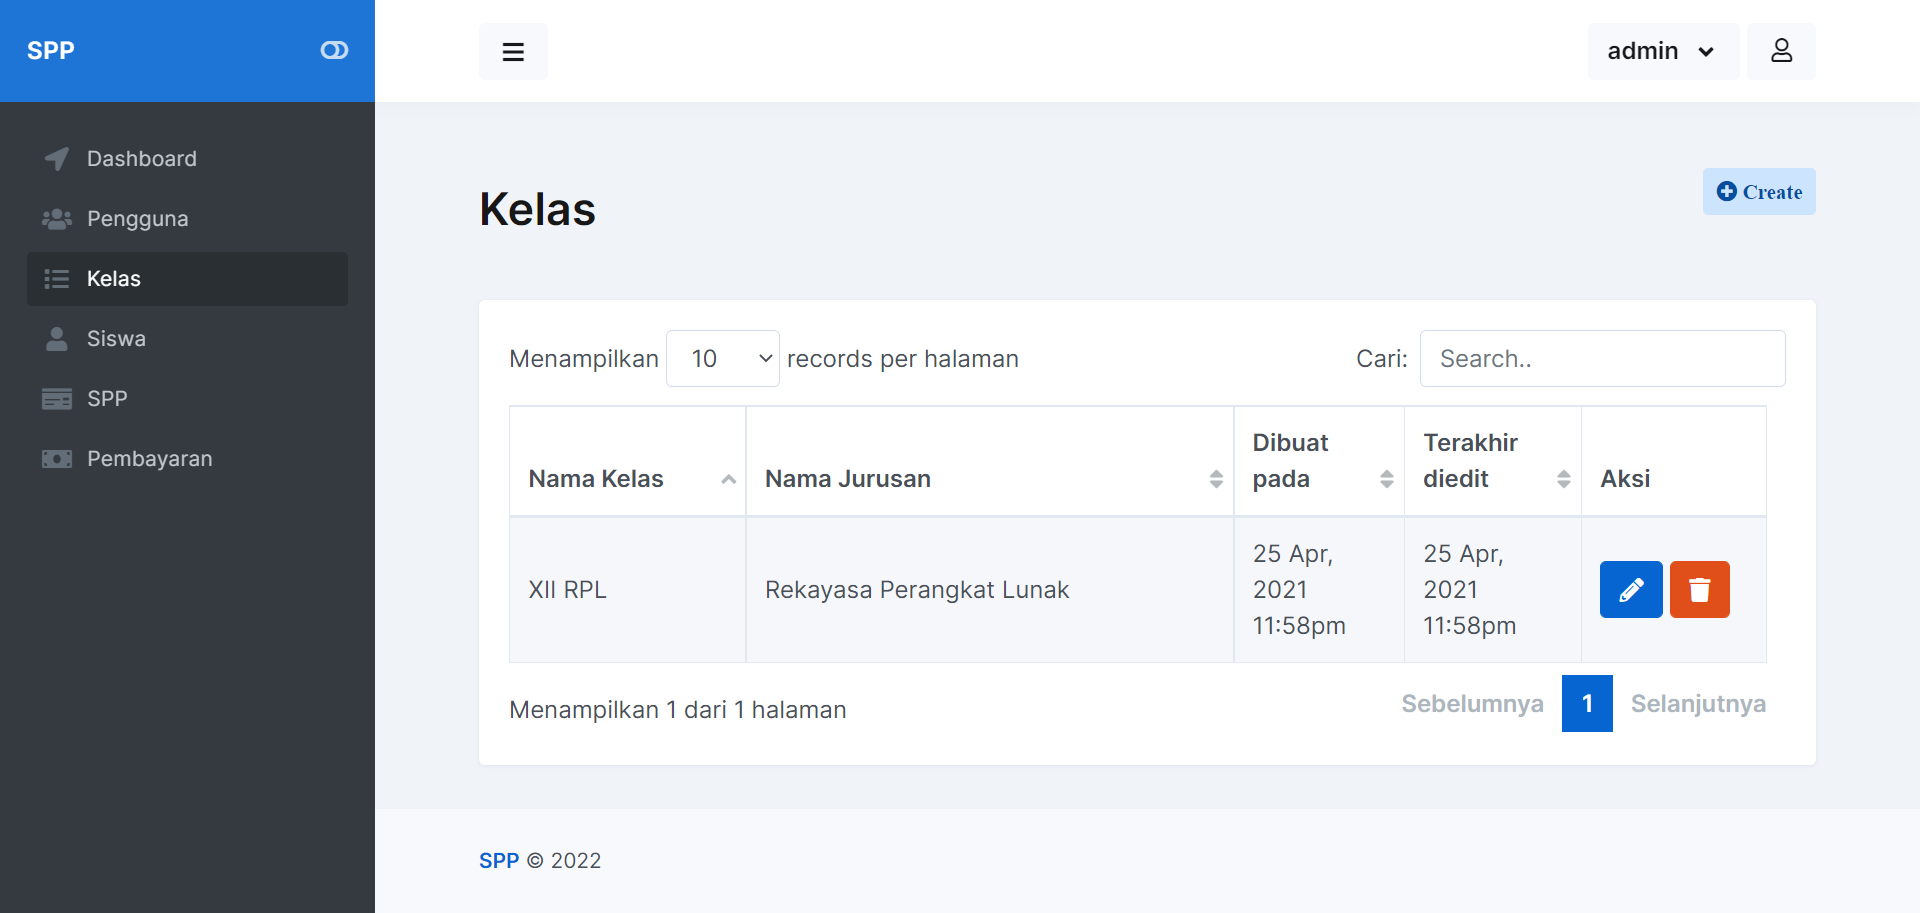 SPP
admin
Dashboard
Pengguna
Kelas
Siswa
SPP
Pembayaran
Kelas
Create
Menampilkan 10 records per halaman
Cari: Search..
Nama Kelas
Nama Jurusan
Dibuat
pada
Terakhir
diedit
Aksi
XII RPL
Rekayasa Perangkat Lunak
25 Apr,
2021
11:58pm
25 Apr,
2021
11:58pm
Menampilkan 1 dari 1 halaman
Sebelumnya 1 Selanjutnya
SPP © 2022